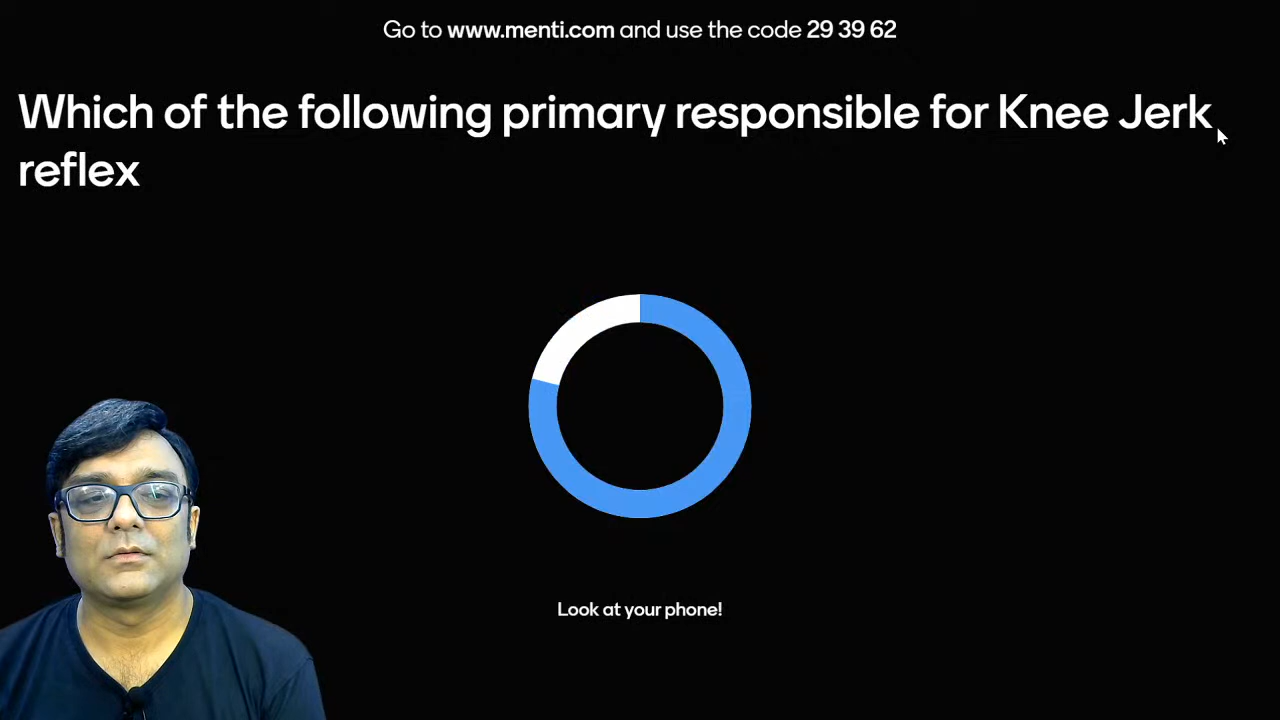 Go to www.menti.com and use the code 29 39 62
Which of the following primary responsible for Knee Jerk
reflex
Look at your phone!